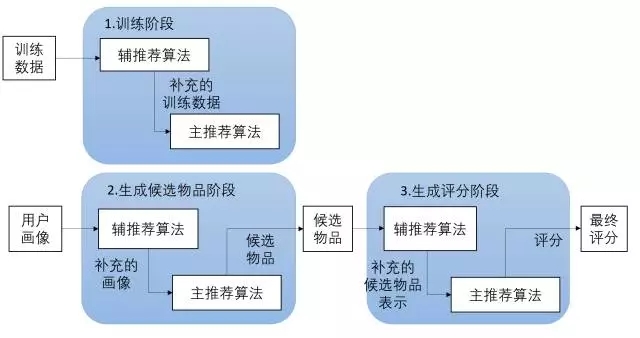 1.训练阶段
训练
数据
辅推荐算法
补充的
训练数据
主推荐算法
2.生成候选物品阶段
用户
画像
辅推荐算法
补充的
画像
候选
物品
主推荐算法
候选
物品
3.生成评分阶段
辅推荐算法
补充的
候选物品
表示
评分
主推荐算法
最终
评分